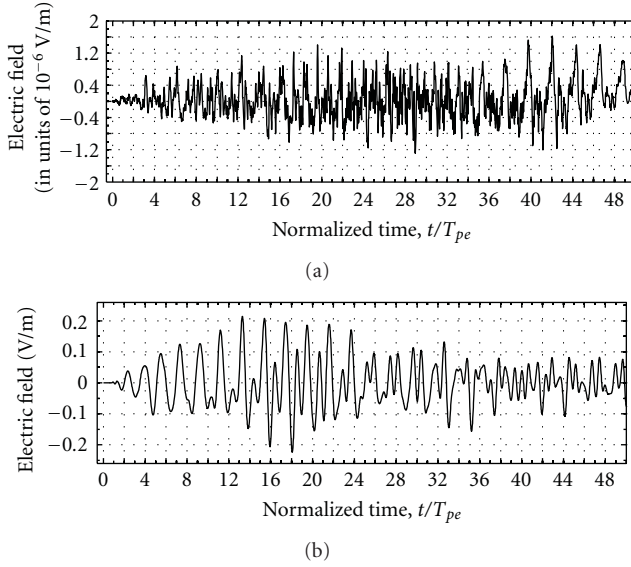 2
1.2
0.4
−0.4
−1.2
−2
Electric field
(in units of 10⁻⁶ V/m)
0 4 8 12 16 20 24 28 32 36 40 44 48
Normalized time, t/Tpe
(a)
0.2
0.1
0
−0.1
−0.2
Electric field (V/m)
0 4 8 12 16 20 24 28 32 36 40 44 48
Normalized time, t/Tpe
(b)